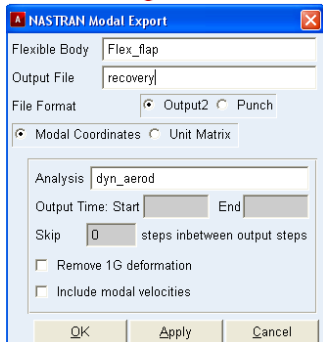 NASTRAN Modal Export
Flexible Body Flex_flap
Output File recovery
File Format Output2 Punch
Modal Coordinates Unit Matrix
Analysis dyn_aerod
Output Time: Start End
Skip 0 steps inbetween output steps
Remove 1G deformation
Include modal velocities
OK Apply Cancel